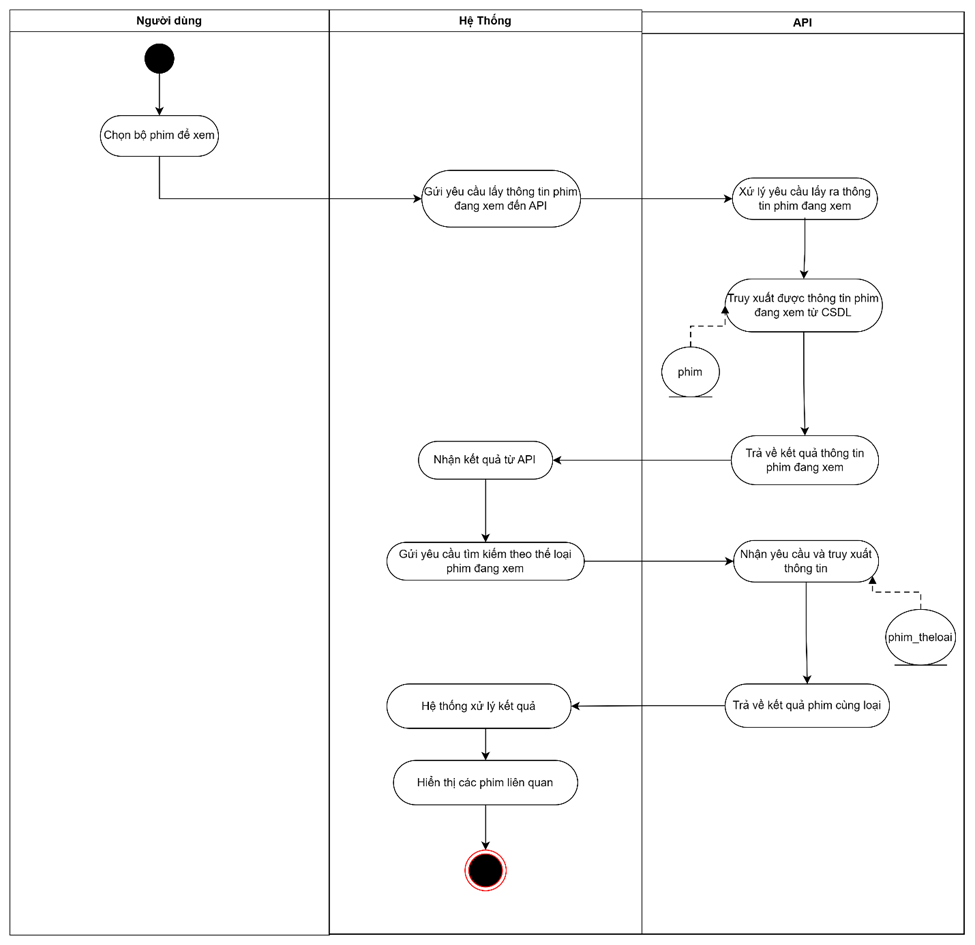 Người dùng
Hệ Thống
API
Chọn bộ phim để xem
Gửi yêu cầu lấy thông tin phim
đang xem đến API
Xử lý yêu cầu lấy ra thông
tin phim đang xem
Truy xuất được thông tin phim
đang xem từ CSDL
phim
Trả về kết quả thông tin
phim đang xem
Nhận kết quả từ API
Gửi yêu cầu tìm kiếm theo thể loại
phim đang xem
Nhận yêu cầu và truy xuất
thông tin
phim_theloai
Trả về kết quả phim cùng loại
Hệ thống xử lý kết quả
Hiển thị các phim liên quan